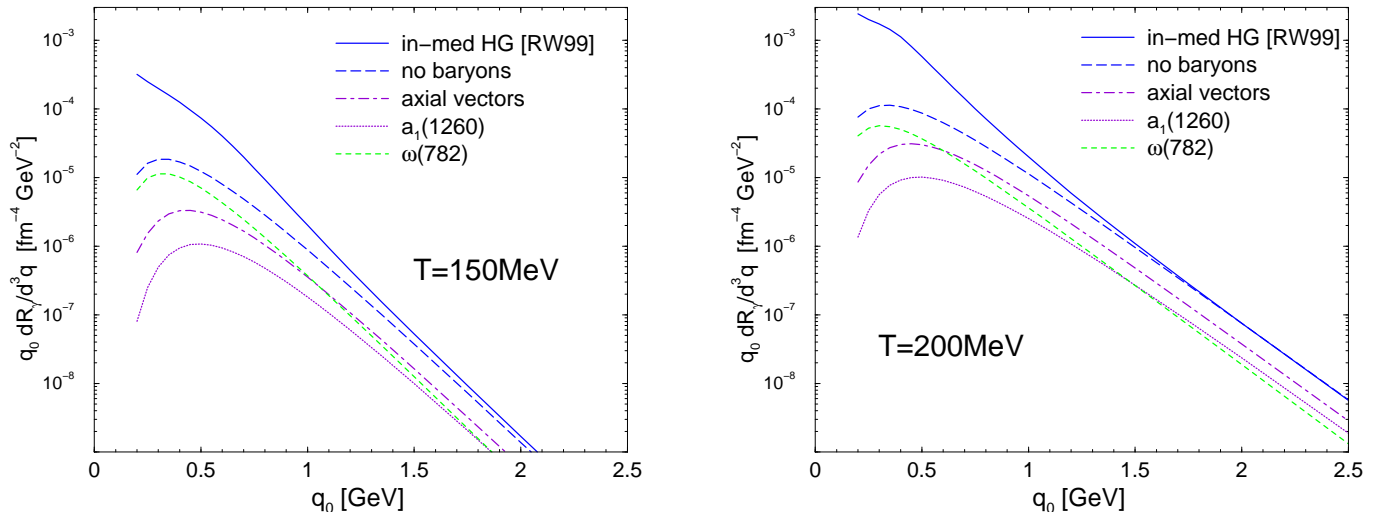 10⁻³
10⁻⁴
10⁻⁵
10⁻⁶
10⁻⁷
10⁻⁸
q₀ dRᵧ/d³q [fm⁻⁴ GeV⁻²]
in−med HG [RW99]
no baryons
axial vectors
a₁(1260)
ω(782)
T=150MeV
0 0.5 1 1.5 2 2.5
q₀ [GeV]
10⁻³
10⁻⁴
10⁻⁵
10⁻⁶
10⁻⁷
10⁻⁸
q₀ dRᵧ/d³q [fm⁻⁴ GeV⁻²]
in−med HG [RW99]
no baryons
axial vectors
a₁(1260)
ω(782)
T=200MeV
0 0.5 1 1.5 2 2.5
q₀ [GeV]